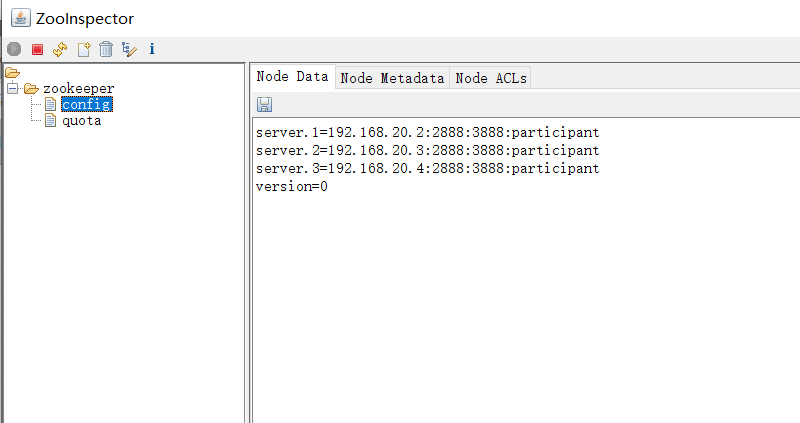 ZooInspector
zookeeper
config
quota
Node Data
Node Metadata
Node ACLs
server.1=192.168.20.2:2888:3888:participant
server.2=192.168.20.3:2888:3888:participant
server.3=192.168.20.4:2888:3888:participant
version=0